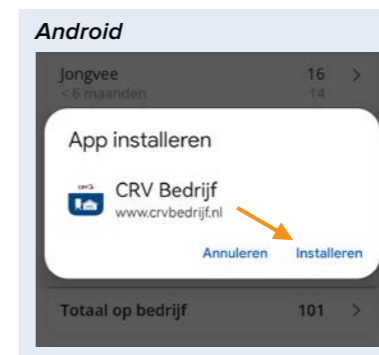 Android
Jongvee 16
< 6 maanden 14
App installeren
CRV
CRV Bedrijf
www.crvbedrijf.nl
Annuleren Installeren
Totaal op bedrijf 101